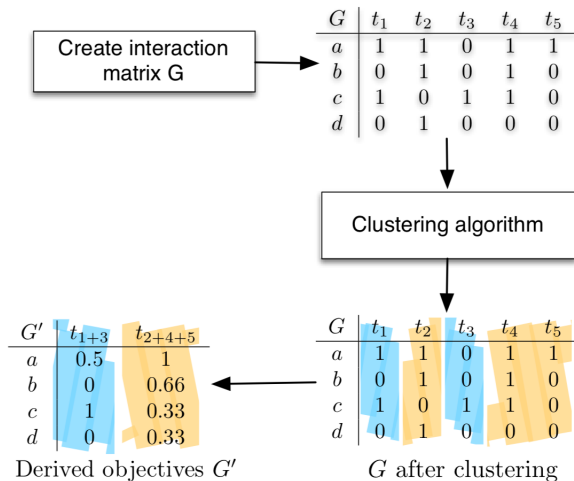 Create interaction
matrix G
G t₁ t₂ t₃ t₄ t₅
a 1 1 0 1 1
b 0 1 0 1 0
c 1 0 1 1 0
d 0 1 0 0 0
Clustering algorithm
G t₁ t₂ t₃ t₄ t₅
a 1 1 0 1 1
b 0 1 0 1 0
c 1 0 1 1 0
d 0 1 0 0 0
G after clustering
G′ t₁₊₃ t₂₊₄₊₅
a 0.5 1
b 0 0.66
c 1 0.33
d 0 0.33
Derived objectives G′